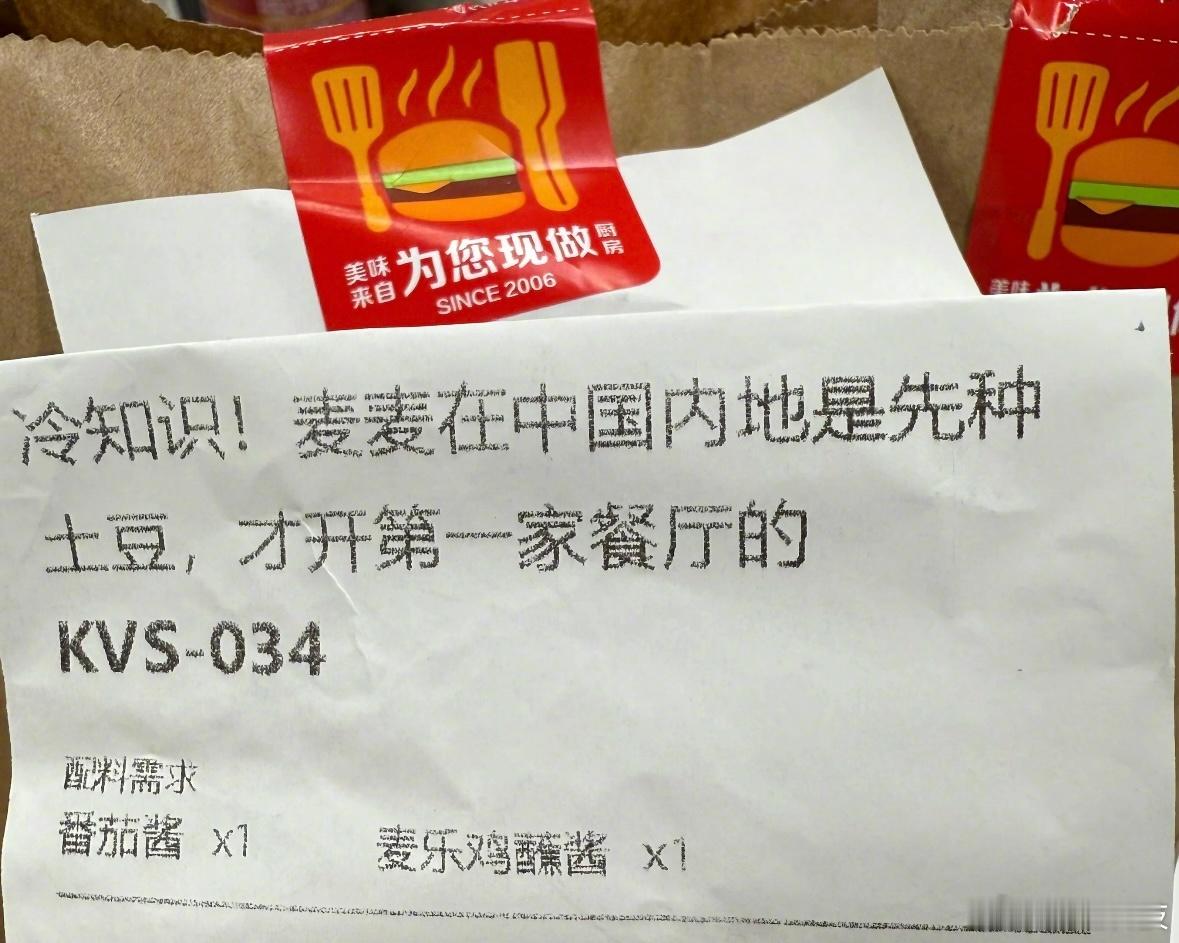 美味来自 为您现做 厨房
SINCE 2006
美味
冷知识！麦麦在中国内地是先种
土豆，才开第一家餐厅的
KVS-034
配料需求
番茄酱 x1 麦乐鸡蘸酱 x1